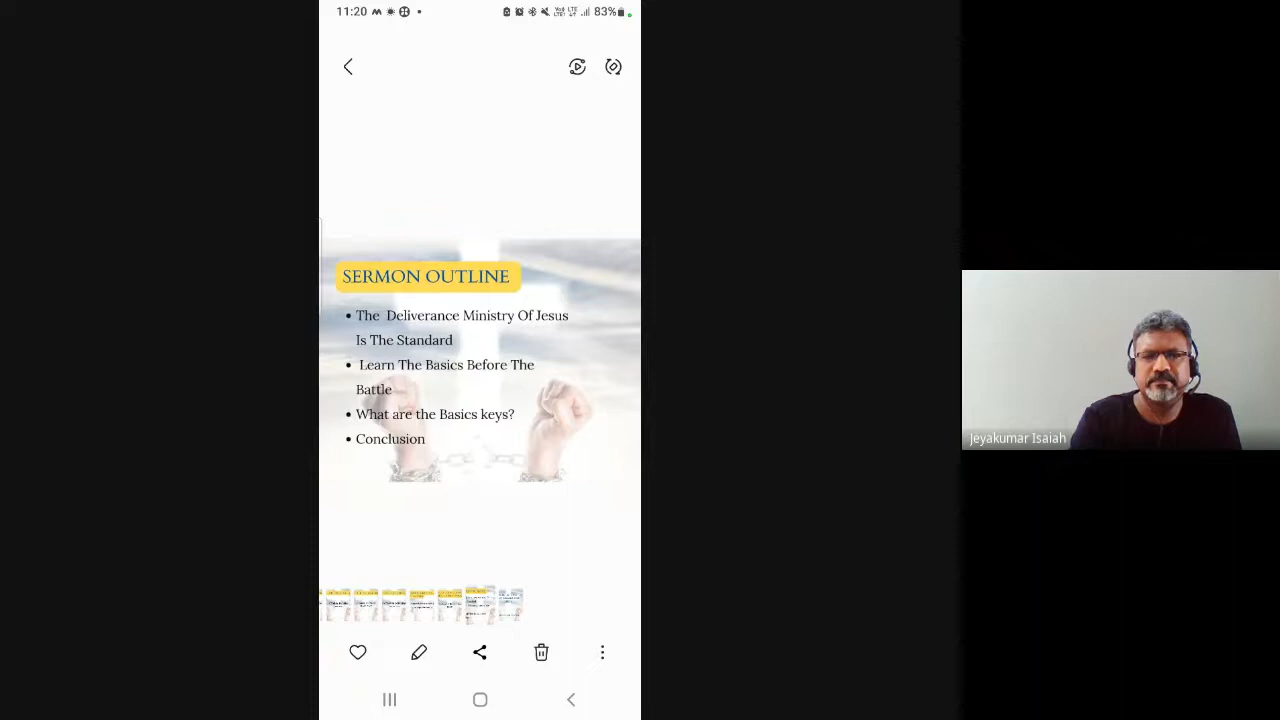 11:20
83%
SERMON OUTLINE
• The Deliverance Ministry Of Jesus
Is The Standard
• Learn The Basics Before The
Battle
• What are the Basics keys?
• Conclusion
Jeyakumar Isaiah